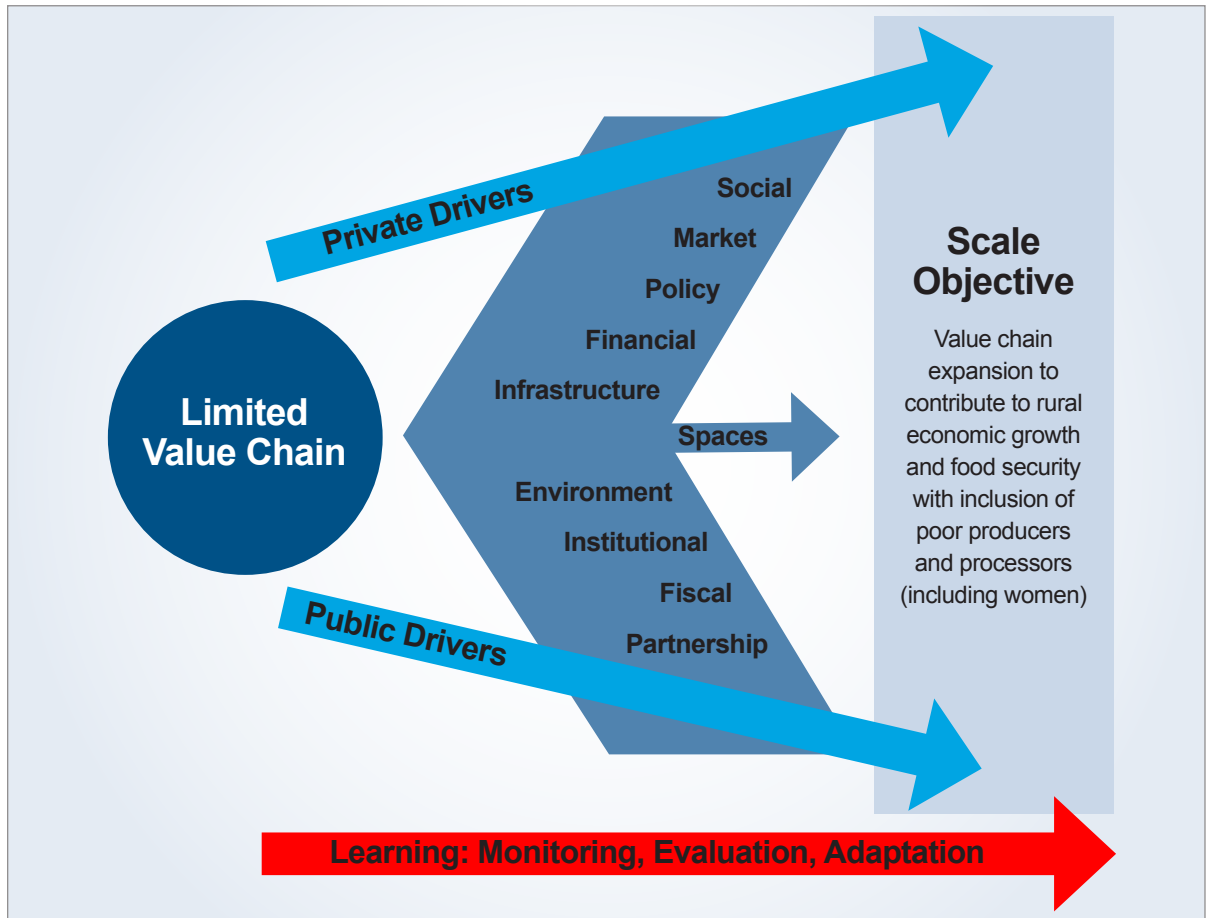 Private Drivers
Limited
Value Chain
Public Drivers
Social
Market
Policy
Financial
Infrastructure
Spaces
Environment
Institutional
Fiscal
Partnership
Scale
Objective
Value chain
expansion to
contribute to rural
economic growth
and food security
with inclusion of
poor producers
and processors
(including women)
Learning: Monitoring, Evaluation, Adaptation